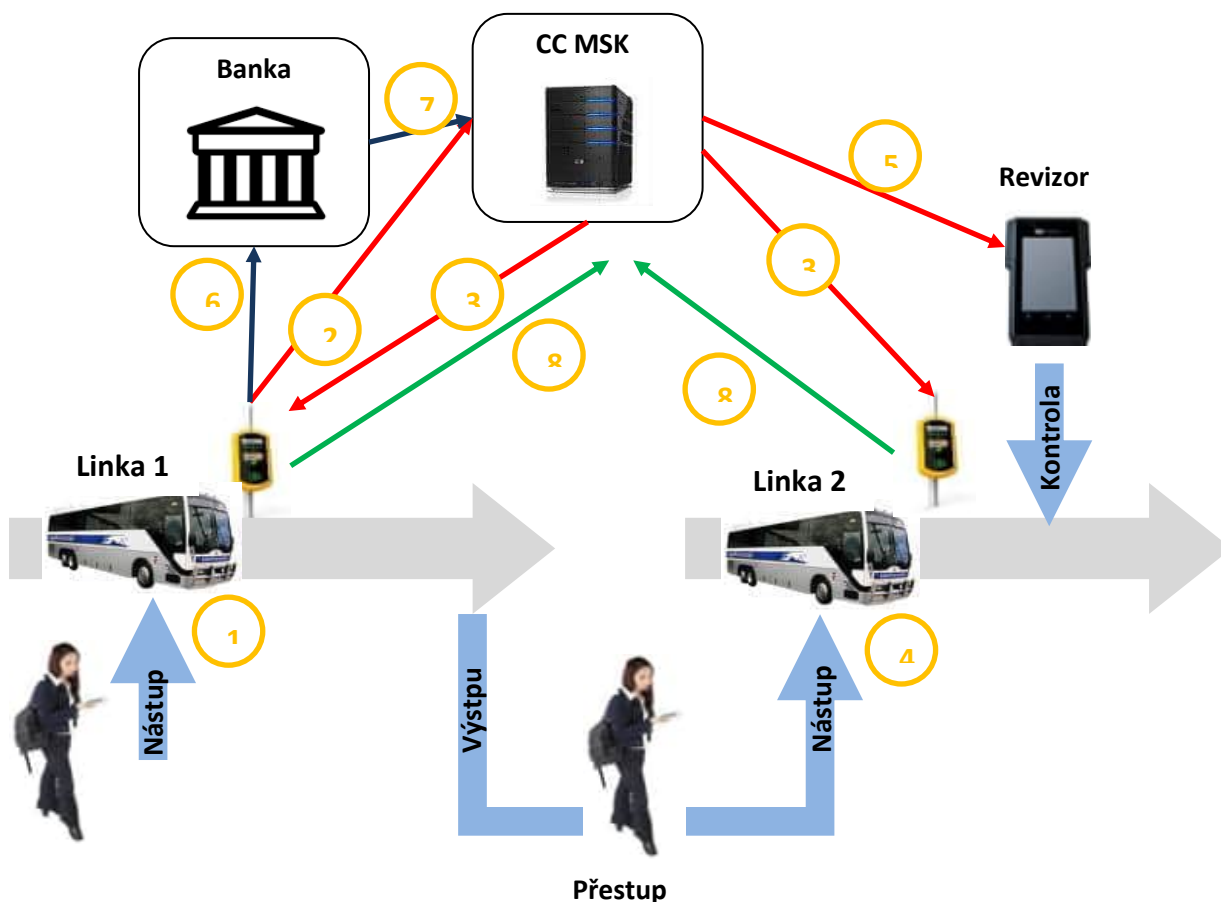 CC MSK
Banka
7
5
Revizor
6
2
3
3
8
8
Kontrola
Linka 1
Linka 2
1
4
Nástup
Výstpu
Nástup
Přestup